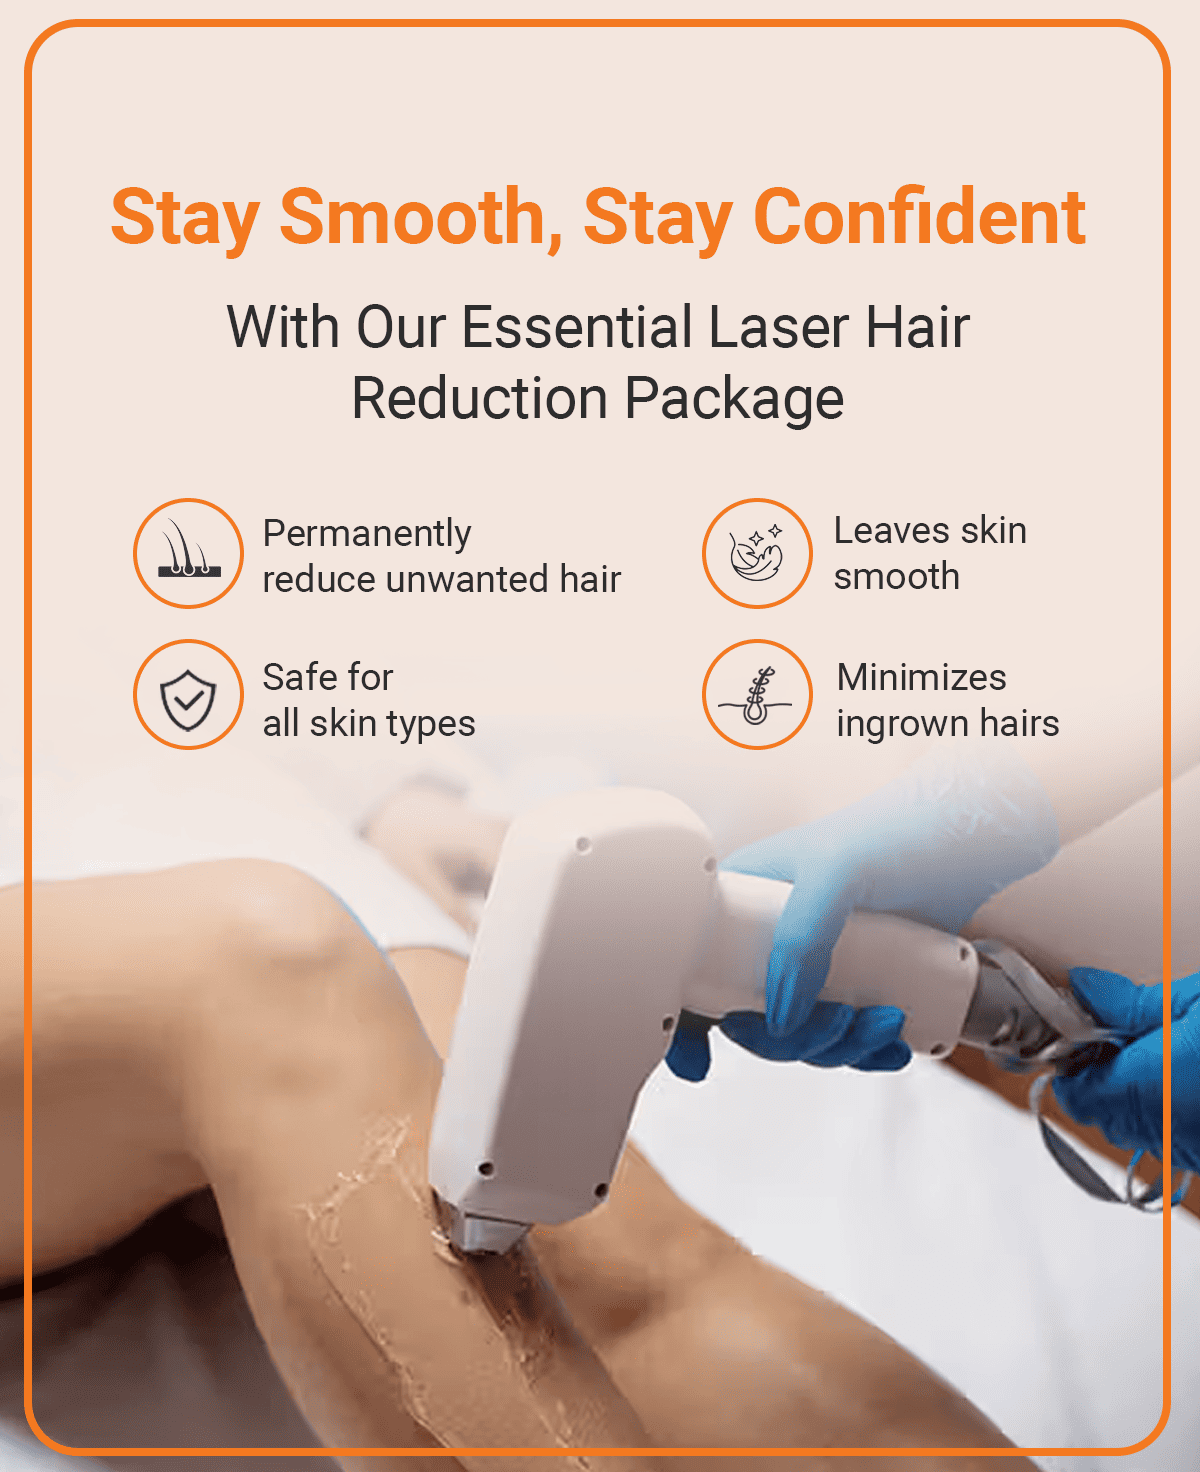 Stay Smooth, Stay Confident
With Our Essential Laser Hair
Reduction Package
Permanently
reduce unwanted hair
Leaves skin
smooth
Safe for
all skin types
Minimizes
ingrown hairs